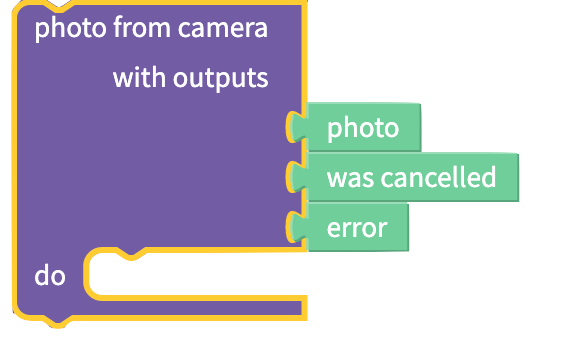 photo from camera
with outputs
photo
was cancelled
error
do